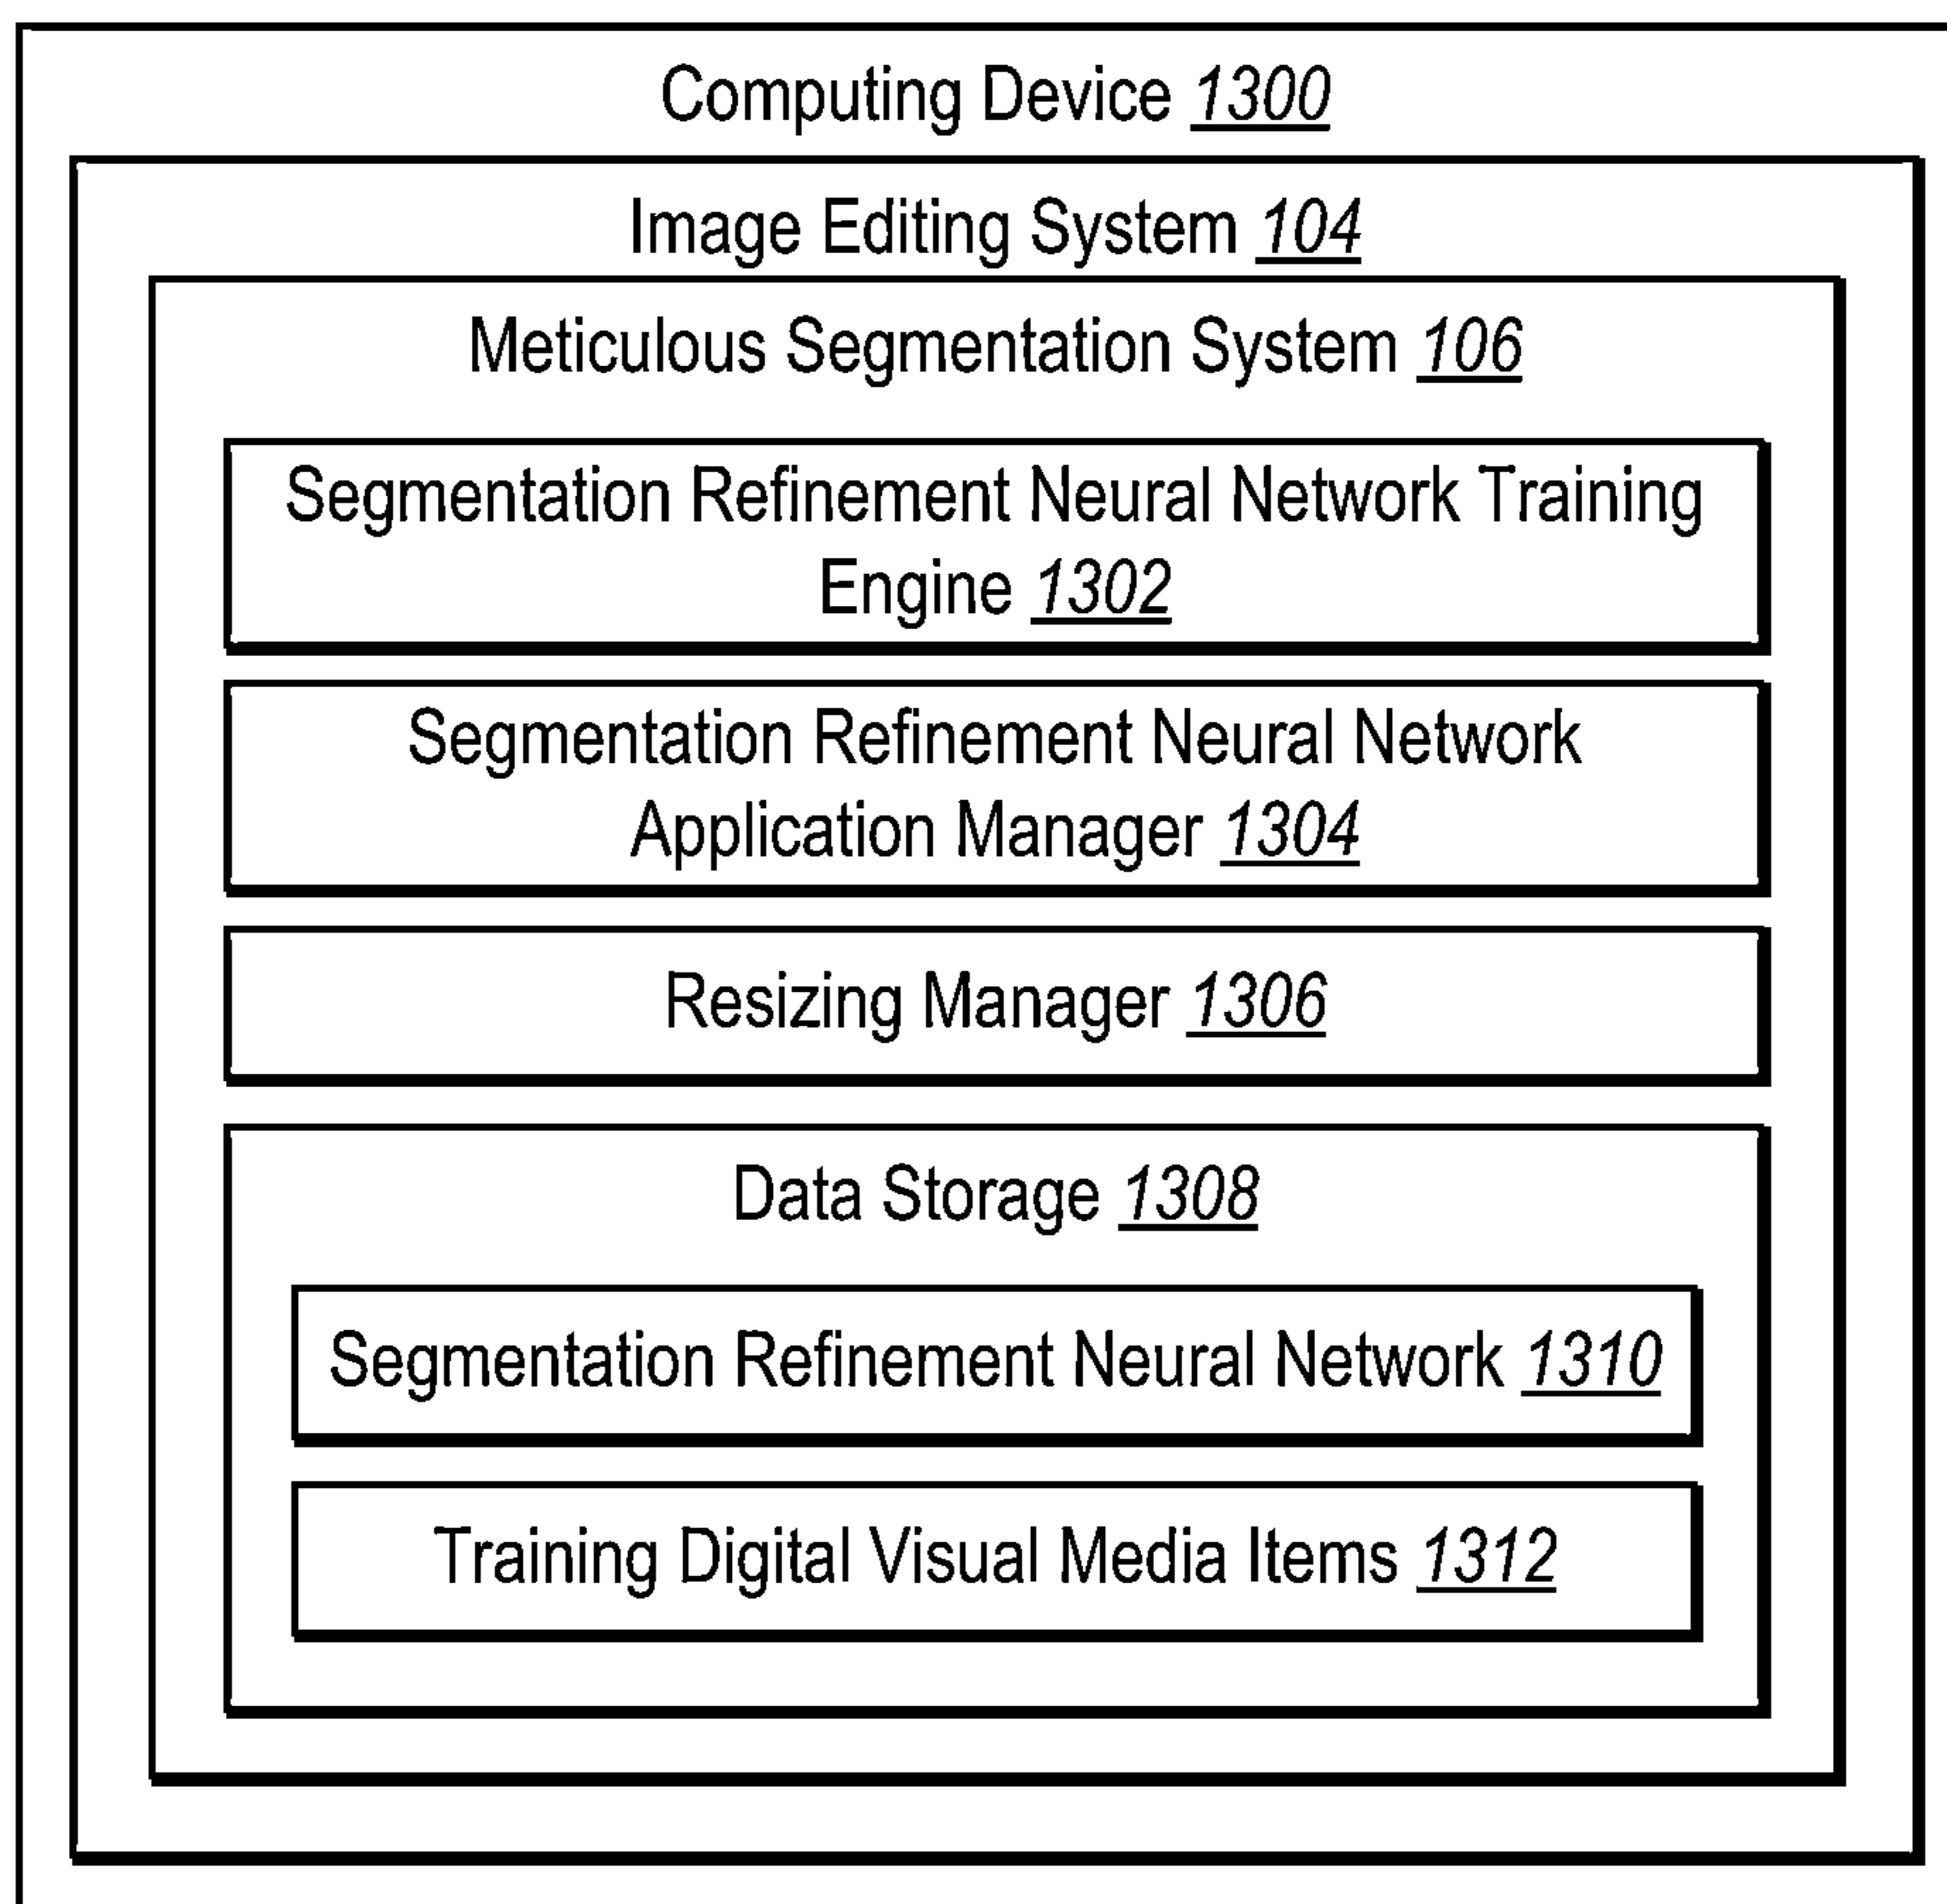 Computing Device 1300
Image Editing System 104
Meticulous Segmentation System 106
Segmentation Refinement Neural Network Training
Engine 1302
Segmentation Refinement Neural Network
Application Manager 1304
Resizing Manager 1306
Data Storage 1308
Segmentation Refinement Neural Network 1310
Training Digital Visual Media Items 1312